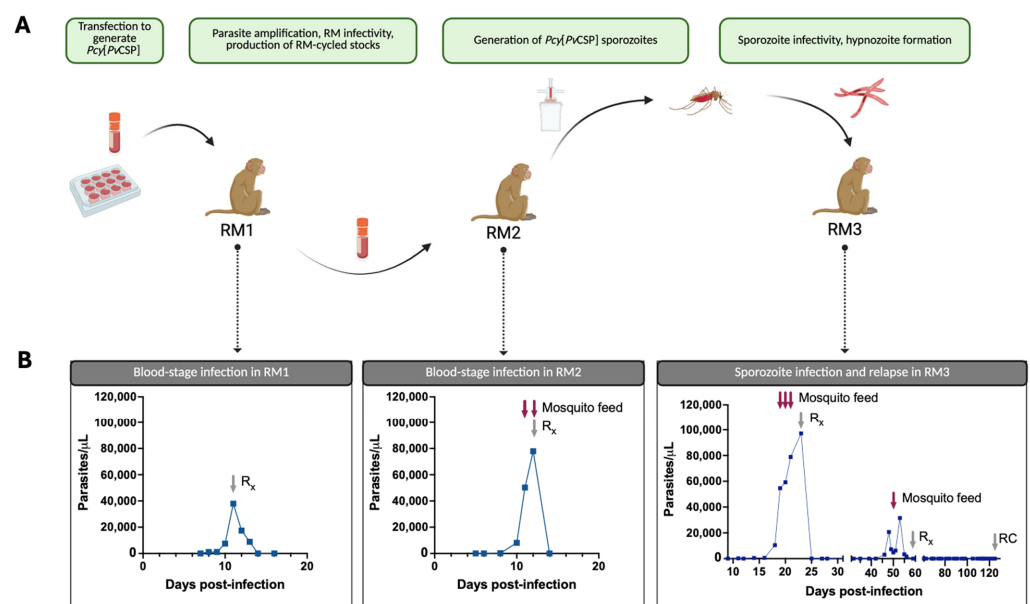 A
Transfection to
generate
Pcy[PvCSP]
Parasite amplification, RM infectivity,
production of RM-cycled stocks
Generation of Pcy[PvCSP] sporozoites
Sporozoite infectivity, hypnozoite formation
RM1
RM2
RM3
B
Blood-stage infection in RM1
120,000
100,000
80,000
60,000
40,000
20,000
0
Parasites/μL
Rx
0
10
20
Days post-infection
Blood-stage infection in RM2
120,000
100,000
80,000
60,000
40,000
20,000
0
Parasites/μL
Mosquito feed
Rx
0
10
20
Days post-infection
Sporozoite infection and relapse in RM3
120,000
100,000
80,000
60,000
40,000
20,000
0
Parasites/μL
Mosquito feed
Rx
Mosquito feed
Rx
RC
10 15 20 25 30 40 50 60 80 100 120
Days post-infection